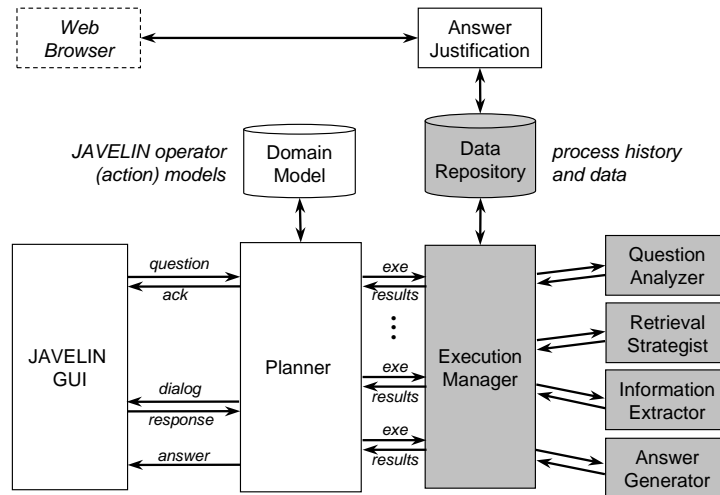 Web
Browser
Answer
Justification
JAVELIN operator
(action) models
Domain
Model
Data
Repository
process history
and data
JAVELIN
GUI
question
ack
dialog
response
answer
Planner
exe
results
exe
results
exe
results
Execution
Manager
Question
Analyzer
Retrieval
Strategist
Information
Extractor
Answer
Generator